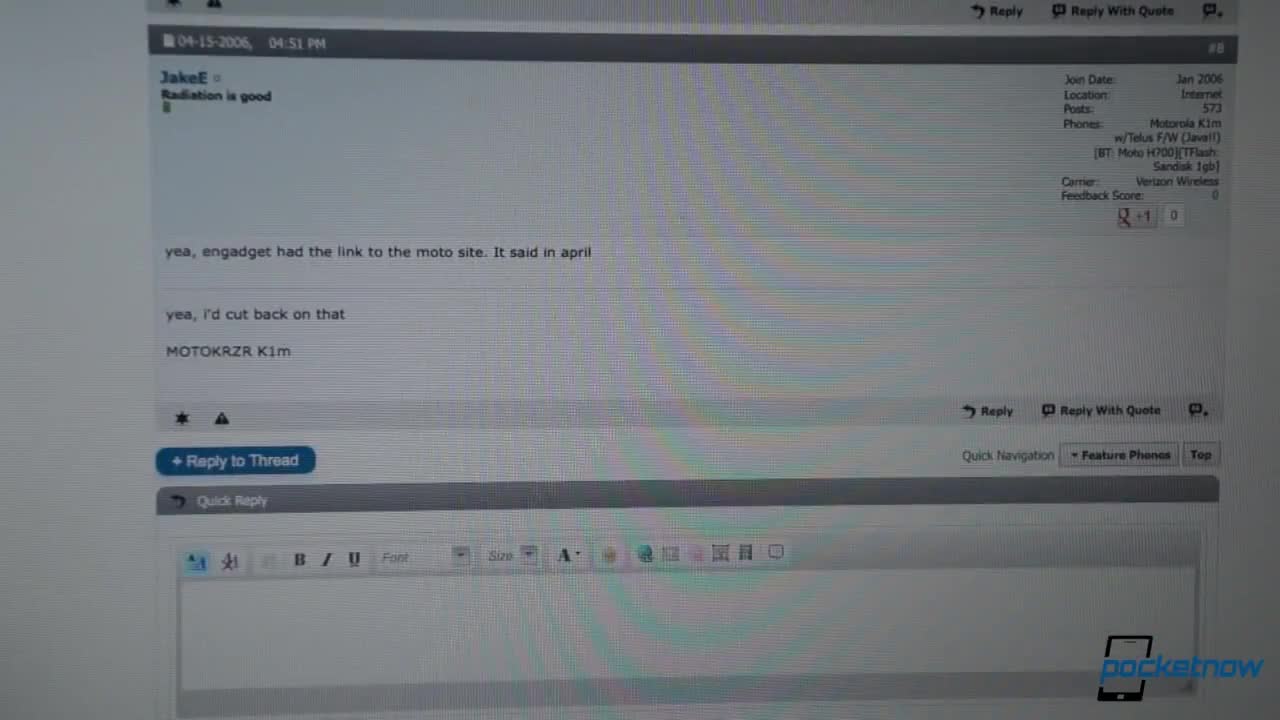 Reply Reply With Quote
04-15-2006, 04:51 PM #8
JakeE
Radiation is good
Join Date: Jan 2006
Location: Internet
Posts: 573
Phones: Motorola K1m
w/Telus F/W (Java!!)
[BT: Moto H700][TFlash:
Sandisk 1gb]
Carrier: Verizon Wireless
Feedback Score: 0
g +1 0
yea, engadget had the link to the moto site. It said in april
yea, i'd cut back on that
MOTOKRZR K1m
Reply Reply With Quote
+ Reply to Thread
Quick Navigation Feature Phones Top
Quick Reply
B I U Font Size A
pocketnow